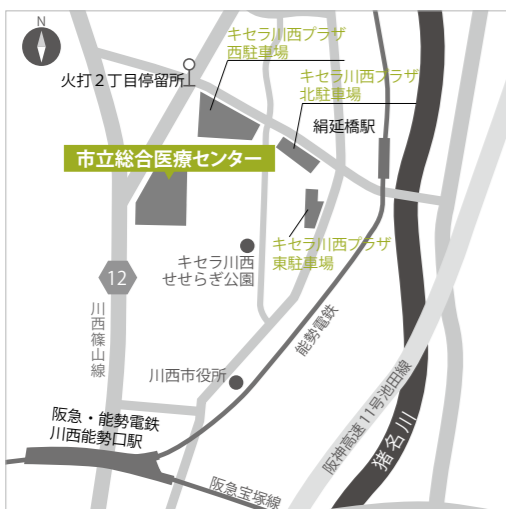 N
キセラ川西プラザ
西駐車場
キセラ川西プラザ
北駐車場
火打２丁目停留所
絹延橋駅
市立総合医療センター
キセラ川西プラザ
東駐車場
キセラ川西
せせらぎ公園
12
川西篠山線
能勢電鉄
川西市役所
阪神高速11号池田線
猪名川
阪急・能勢電鉄
川西能勢口駅
阪急宝塚線